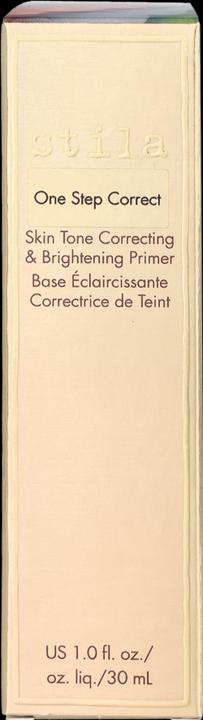 stila
One Step Correct
Skin Tone Correcting
& Brightening Primer
Base Éclaircissante
Correctrice de Teint
US 1.0 fl. oz./
oz. liq./30 mL